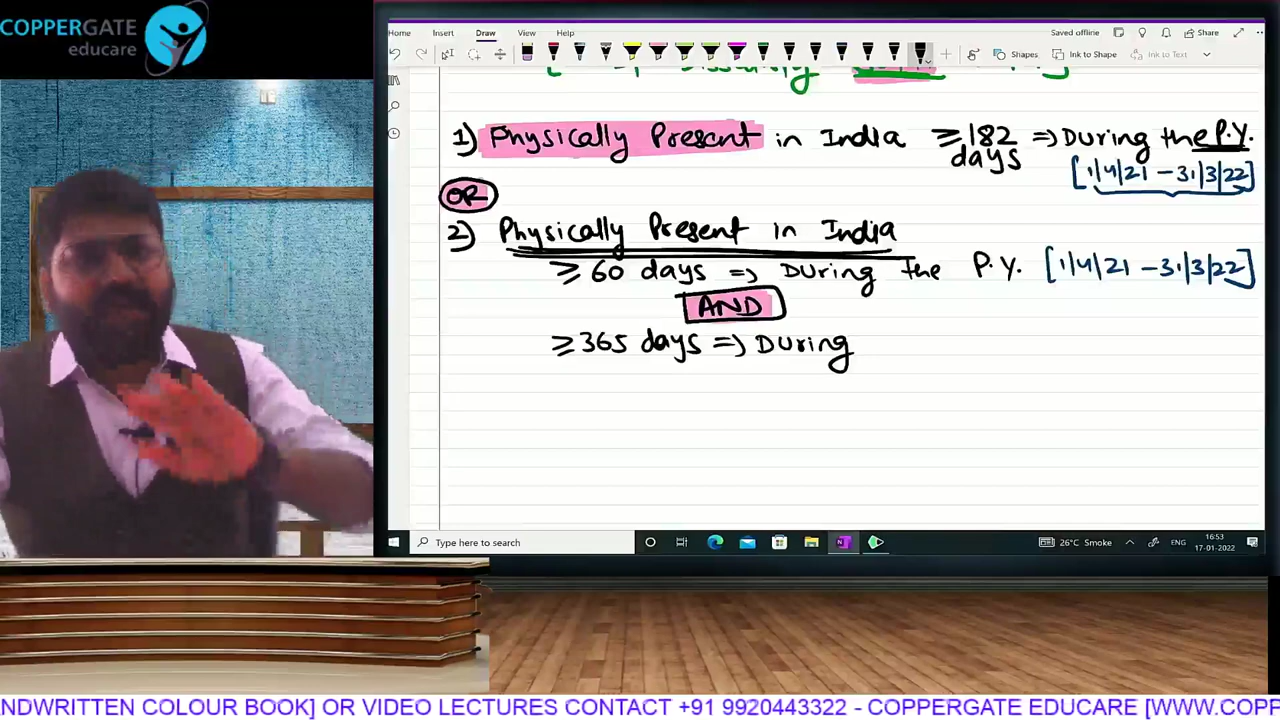 COPPERGATE
educare
Home Insert Draw View Help
Saved offline
Share
Shapes
Ink to Shape
Ink to Text
1) Physically Present in India ≥182 days ⇒ During the P.Y.
[1/4/21 - 31/3/22]
OR
2) Physically Present in India
≥ 60 days ⇒ During the P.Y. [1/4/21 - 31/3/22]
AND
≥365 days ⇒ During
Type here to search
26°C Smoke
ENG
16:53
17-01-2022
NDWRITTEN COLOUR BOOK] OR VIDEO LECTURES CONTACT +91 9920443322 - COPPERGATE EDUCARE [WWW.COPP